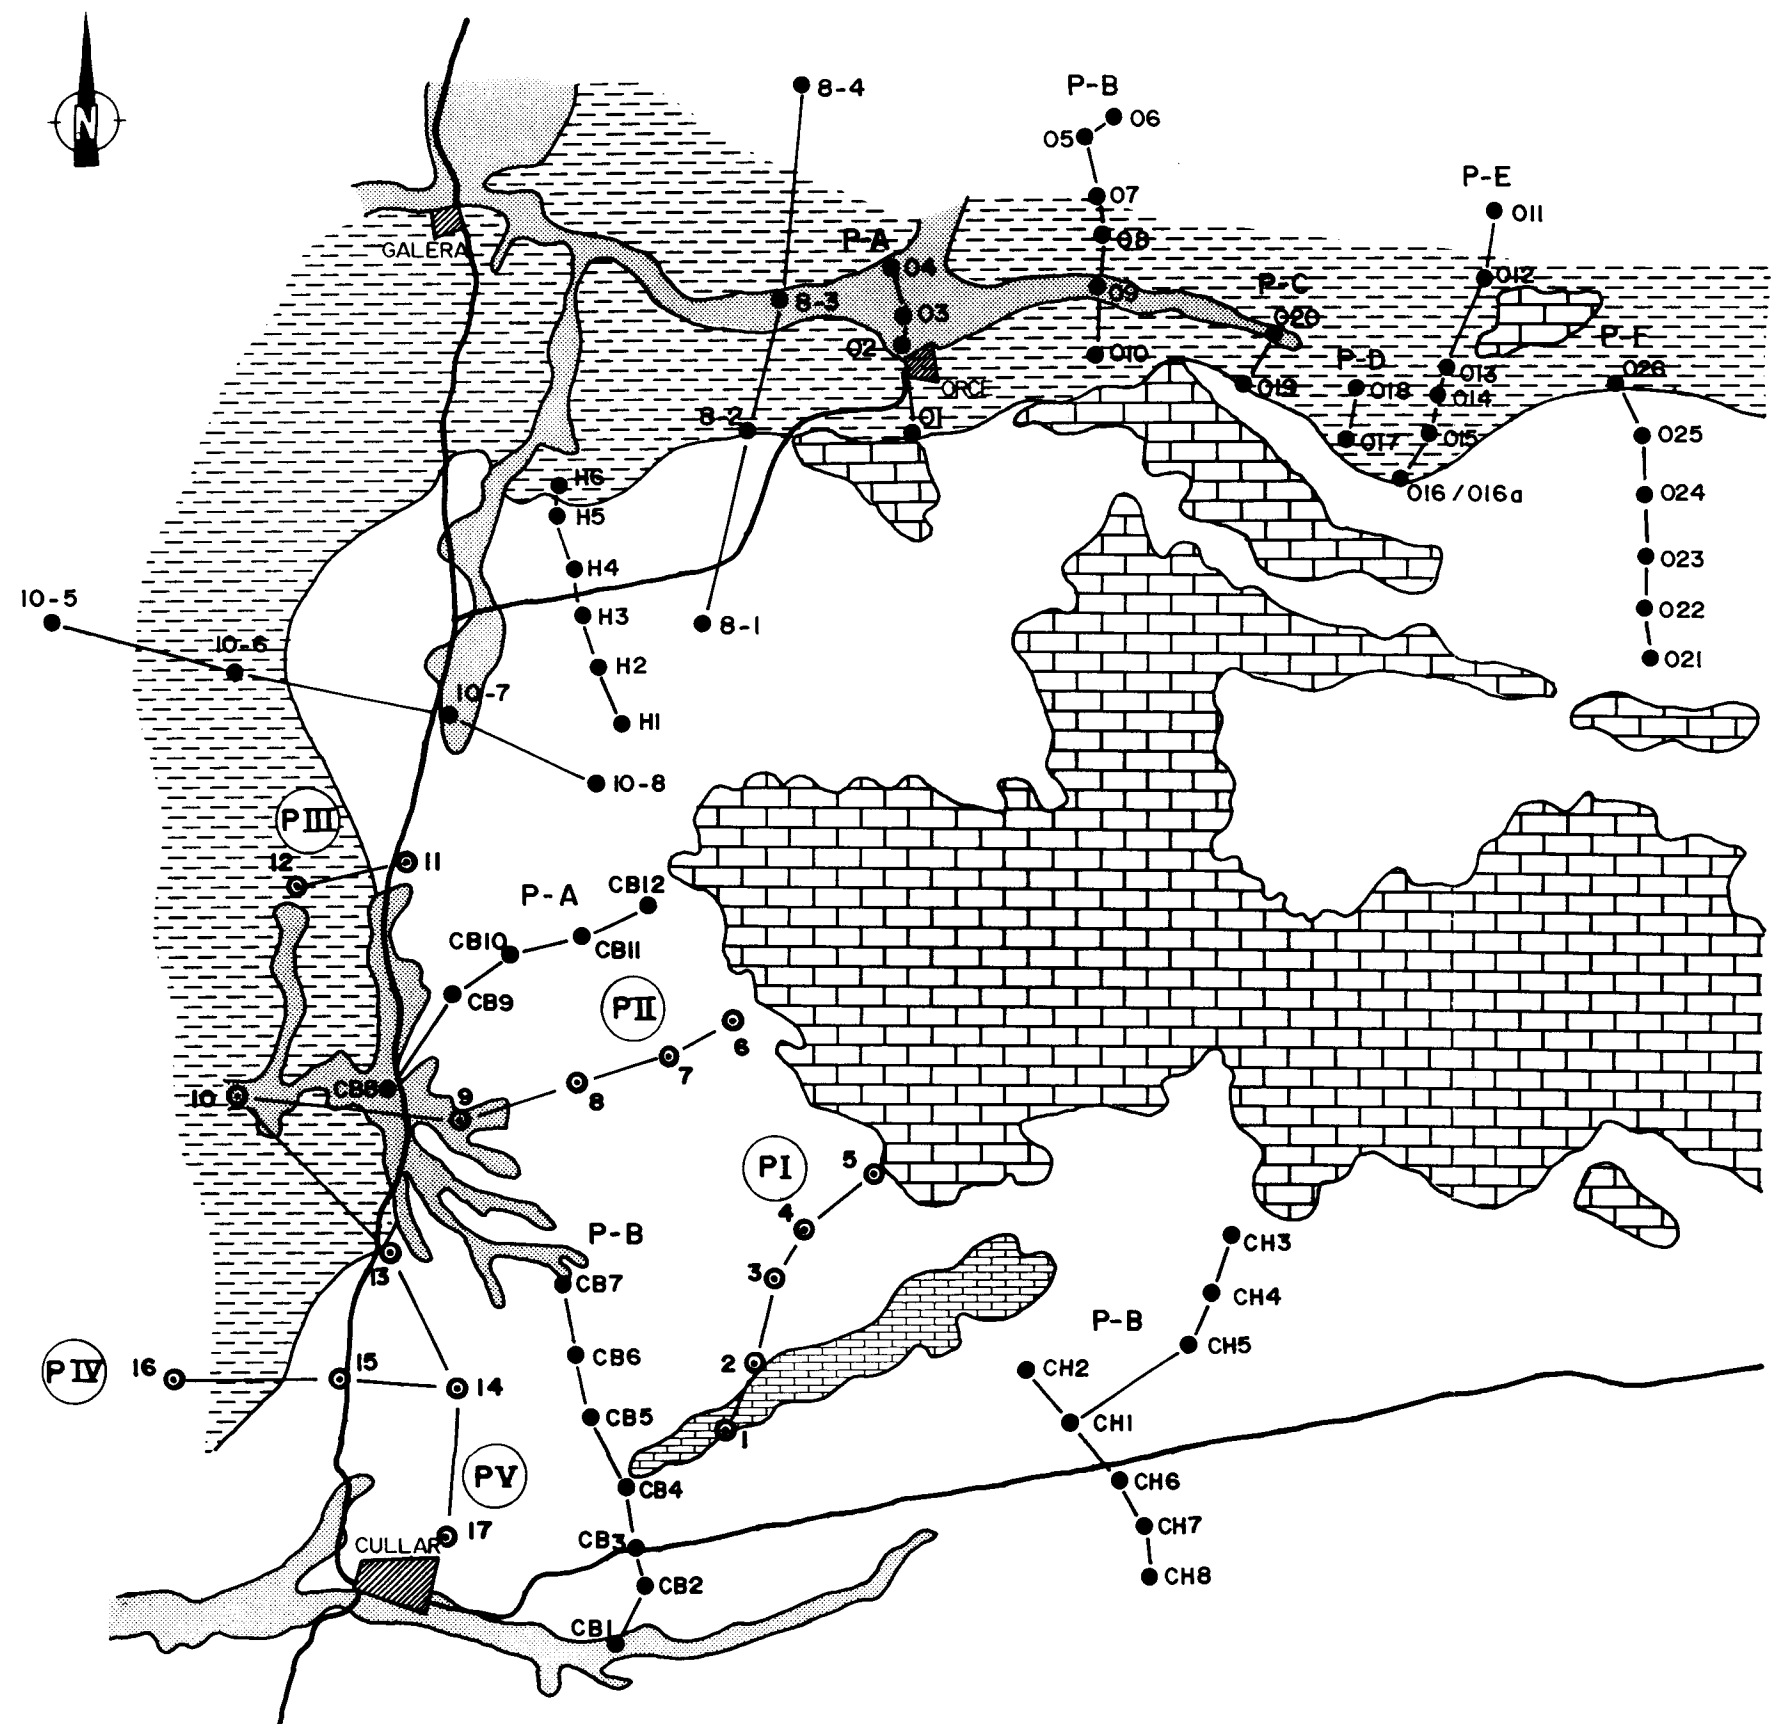 8-4
P-B
06
05
N
P-E
07
011
GALERA
P-A
08
04
012
P-C
09
8-3
03
020
P-F
02
010
P-D
013
026
ORCE
019
018
014
8-2
01
017
015
025
H6
016/016a
024
H5
H4
023
10-5
H3
8-1
022
10-6
H2
021
10-7
H1
10-8
PIII
12
11
P-A
CB12
CB10
CB11
CB9
PII
6
7
CB8
10
9
8
PI
5
4
P-B
CH3
13
3
CB7
CH4
P-B
CH5
PIV
16
15
CB6
2
CH2
14
CB5
CH1
1
PV
CB4
CH6
17
CH7
CULLAR
CB3
CB2
CH8
CB1